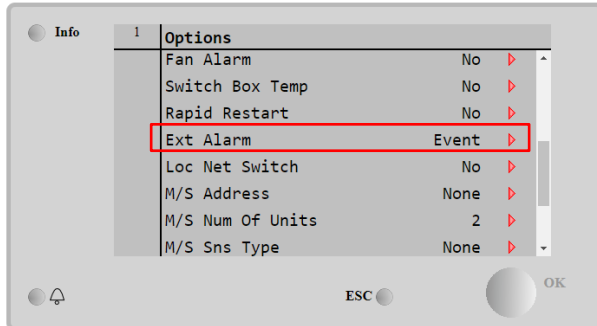 Info
1 Options
Fan Alarm No
Switch Box Temp No
Rapid Restart No
Ext Alarm Event
Loc Net Switch No
M/S Address None
M/S Num Of Units 2
M/S Sns Type None
ESC
OK